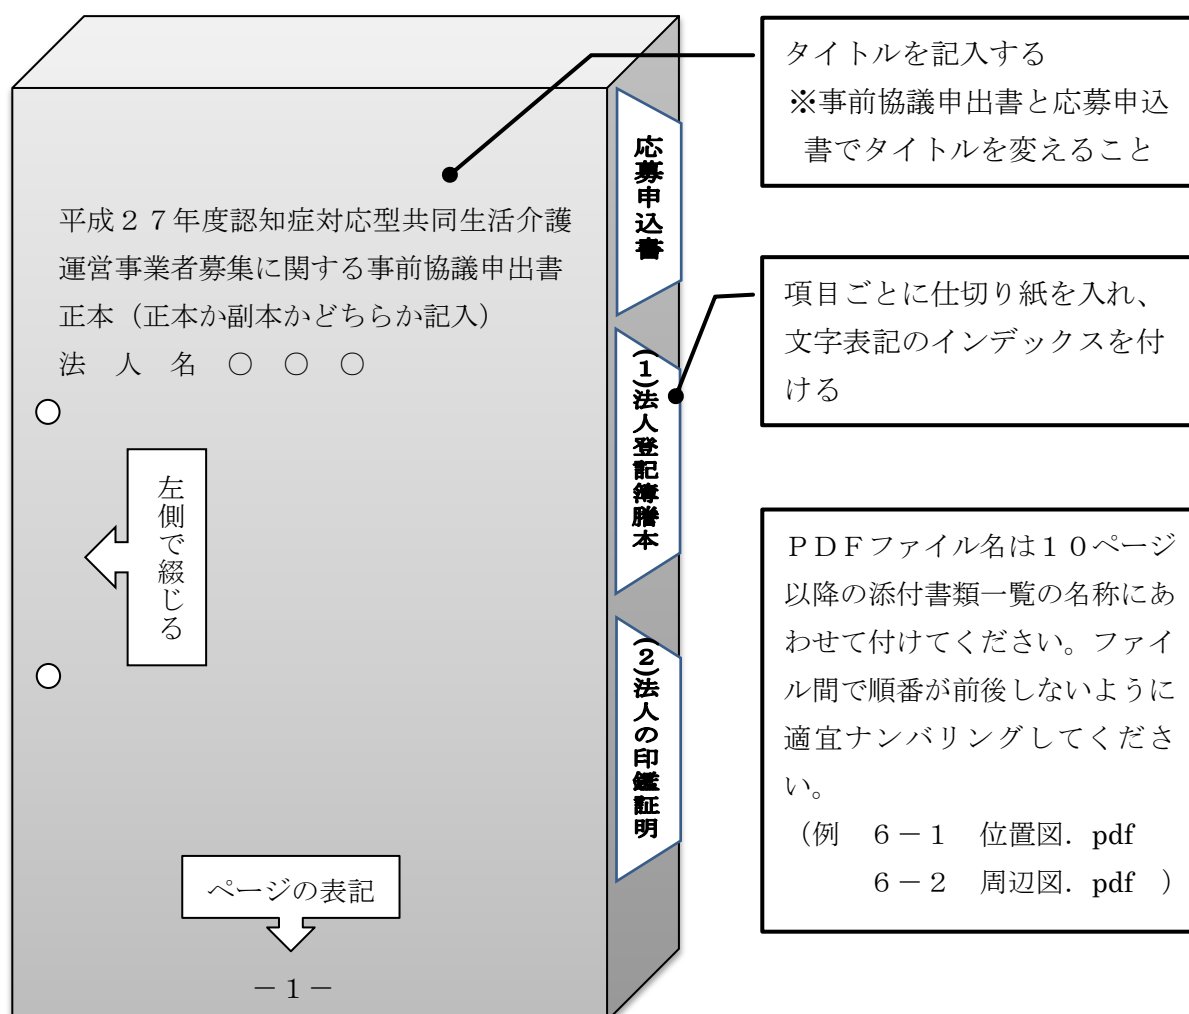 平成２７年度認知症対応型共同生活介護
運営事業者募集に関する事前協議申出書
正本（正本か副本かどちらか記入）
法　人　名　○　○　○
左側で綴じる
ページの表記
－１－
応募申込書
(1)法人登記簿謄本
(2)法人の印鑑証明
タイトルを記入する
※事前協議申出書と応募申込
書でタイトルを変えること
項目ごとに仕切り紙を入れ、
文字表記のインデックスを付
ける
ＰＤＦファイル名は１０ページ
以降の添付書類一覧の名称にあ
わせて付けてください。ファイ
ル間で順番が前後しないように
適宜ナンバリングしてくださ
い。
（例　６－１　位置図．pdf
６－２　周辺図．pdf　）